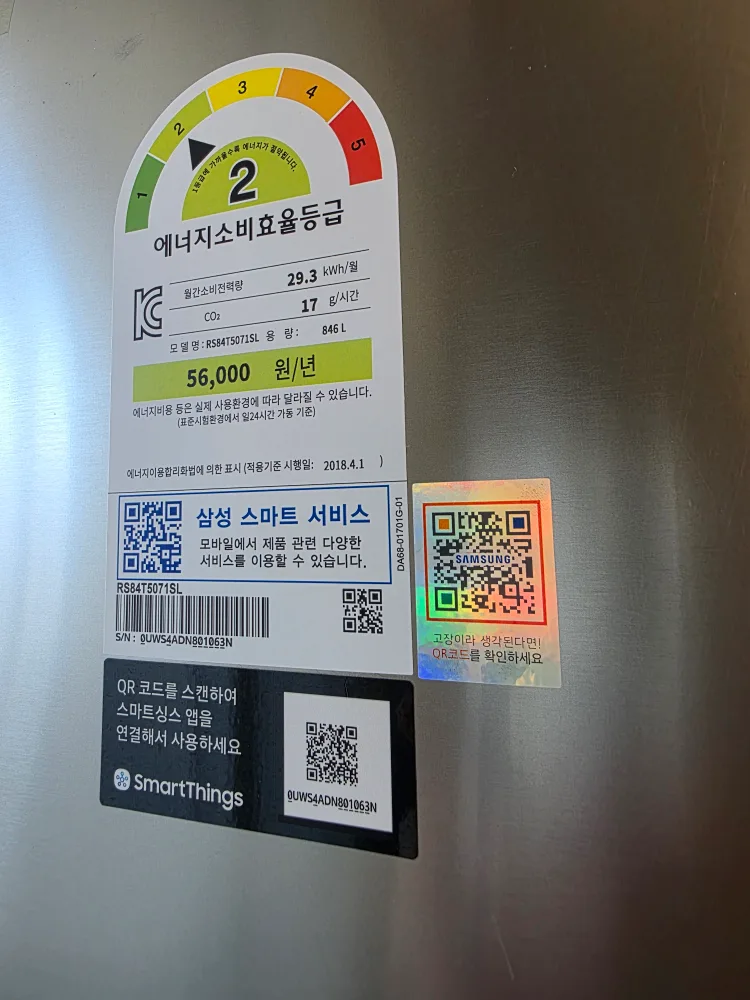 1
2
3
4
5
1등급에 가까울수록 에너지가 절약됩니다.
2
에너지소비효율등급
월간소비전력량 29.3 kWh/월
CO₂ 17 g/시간
모 델 명 : RS84T5071SL 용 량 : 846 L
56,000 원/년
에너지비용 등은 실제 사용환경에 따라 달라질 수 있습니다.
(표준시험환경에서 일24시간 가동 기준)
에너지이용합리화법에 의한 표시 (적용기준 시행일: 2018.4.1 )
삼성 스마트 서비스
모바일에서 제품 관련 다양한
서비스를 이용할 수 있습니다.
DA68-01701G-01
RS84T5071SL
S/N : 0UWS4ADN801063N
SAMSUNG
고장이라 생각된다면!
QR코드를 확인하세요
QR 코드를 스캔하여
스마트싱스 앱을
연결해서 사용하세요
SmartThings
0UWS4ADN801063N